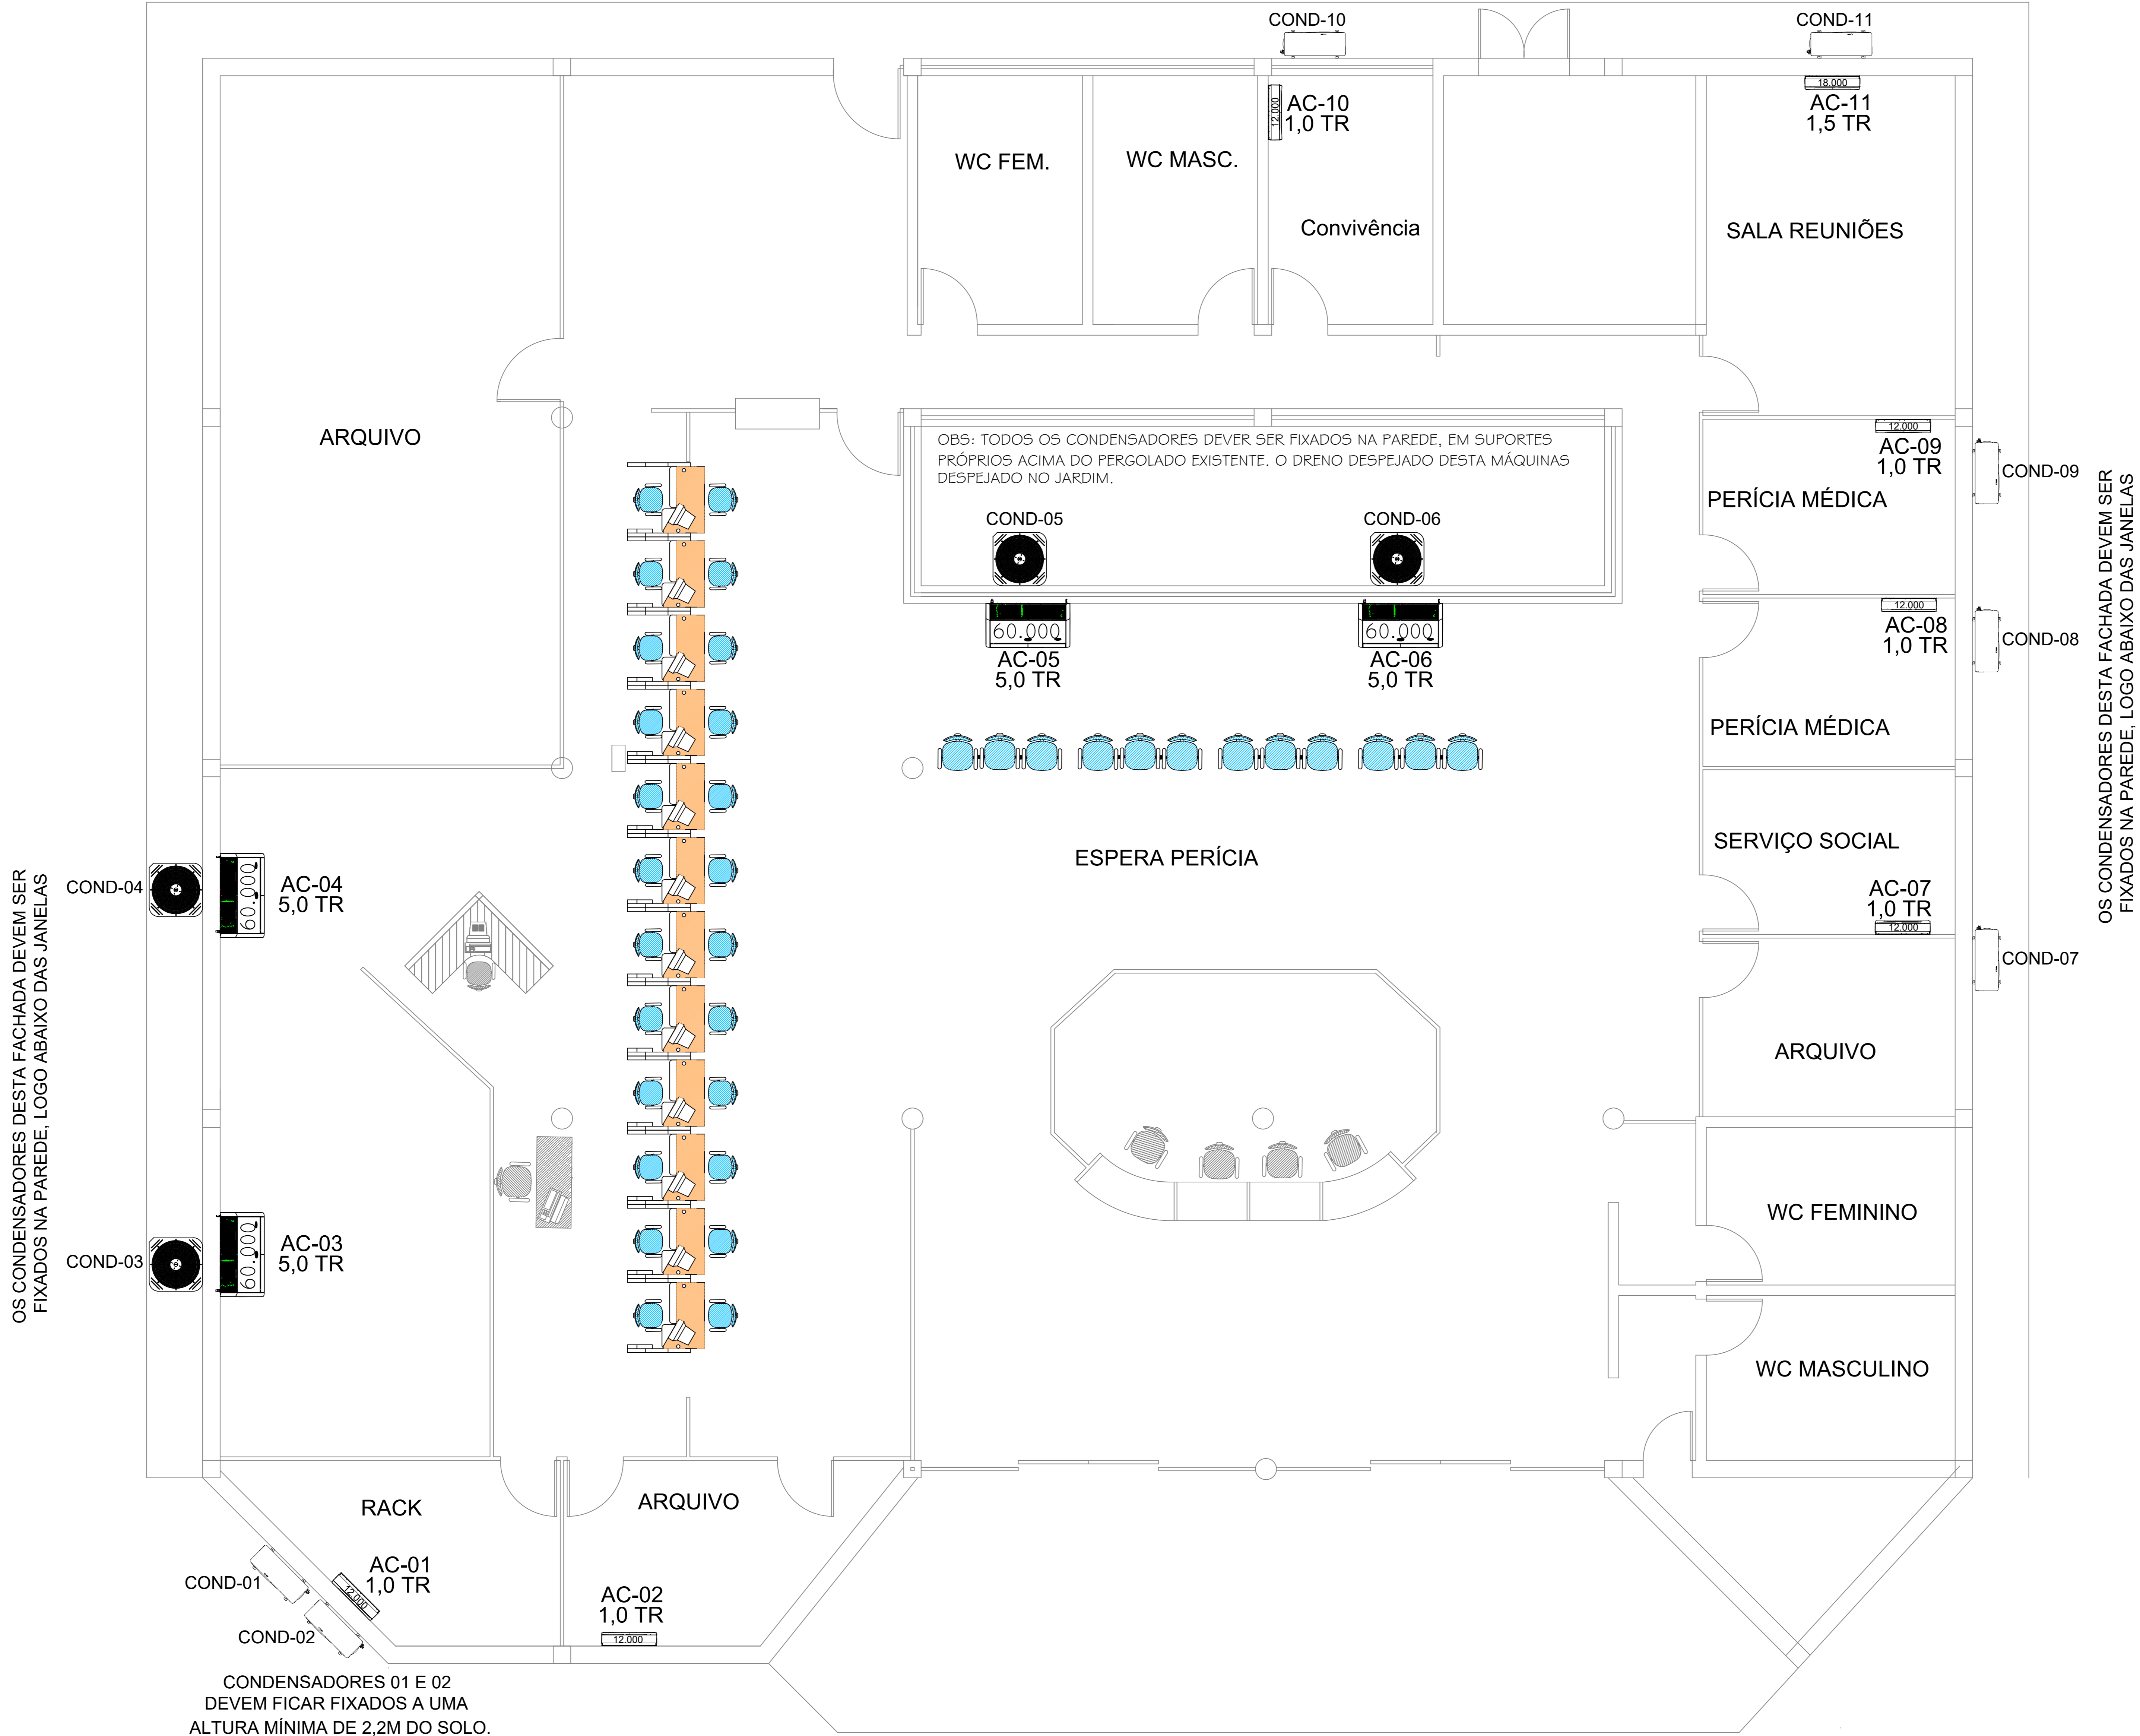 COND-10
COND-11
18.000
AC-11
1,5 TR
12.000
AC-10
1,0 TR
WC FEM.
WC MASC.
Convivência
SALA REUNIÕES
ARQUIVO
OBS: TODOS OS CONDENSADORES DEVER SER FIXADOS NA PAREDE, EM SUPORTES
PRÓPRIOS ACIMA DO PERGOLADO EXISTENTE. O DRENO DESPEJADO DESTA MÁQUINAS
DESPEJADO NO JARDIM.
COND-05
COND-06
60.000
AC-05
5,0 TR
60.000
AC-06
5,0 TR
12.000
AC-09
1,0 TR
COND-09
PERÍCIA MÉDICA
12.000
AC-08
1,0 TR
COND-08
PERÍCIA MÉDICA
OS CONDENSADORES DESTA FACHADA DEVEM SER
FIXADOS NA PAREDE, LOGO ABAIXO DAS JANELAS
ESPERA PERÍCIA
SERVIÇO SOCIAL
AC-07
1,0 TR
12.000
COND-07
ARQUIVO
COND-04
60.000
AC-04
5,0 TR
OS CONDENSADORES DESTA FACHADA DEVEM SER
FIXADOS NA PAREDE, LOGO ABAIXO DAS JANELAS
COND-03
60.000
AC-03
5,0 TR
WC FEMININO
WC MASCULINO
RACK
ARQUIVO
AC-01
1,0 TR
12.000
COND-01
COND-02
AC-02
1,0 TR
12.000
CONDENSADORES 01 E 02
DEVEM FICAR FIXADOS A UMA
ALTURA MÍNIMA DE 2,2M DO SOLO.